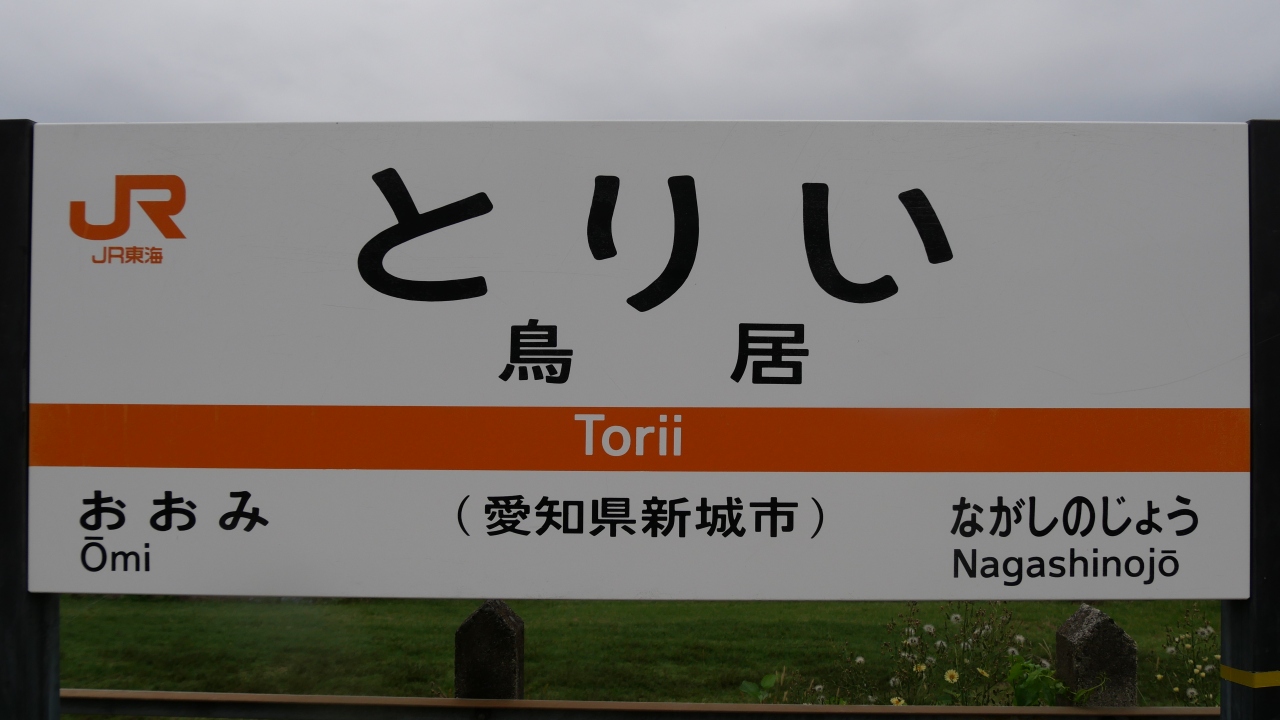 JR
JR東海
とりい
鳥居
Torii
おおみ
Ōmi
（愛知県新城市）
ながしのじょう
Nagashinojō